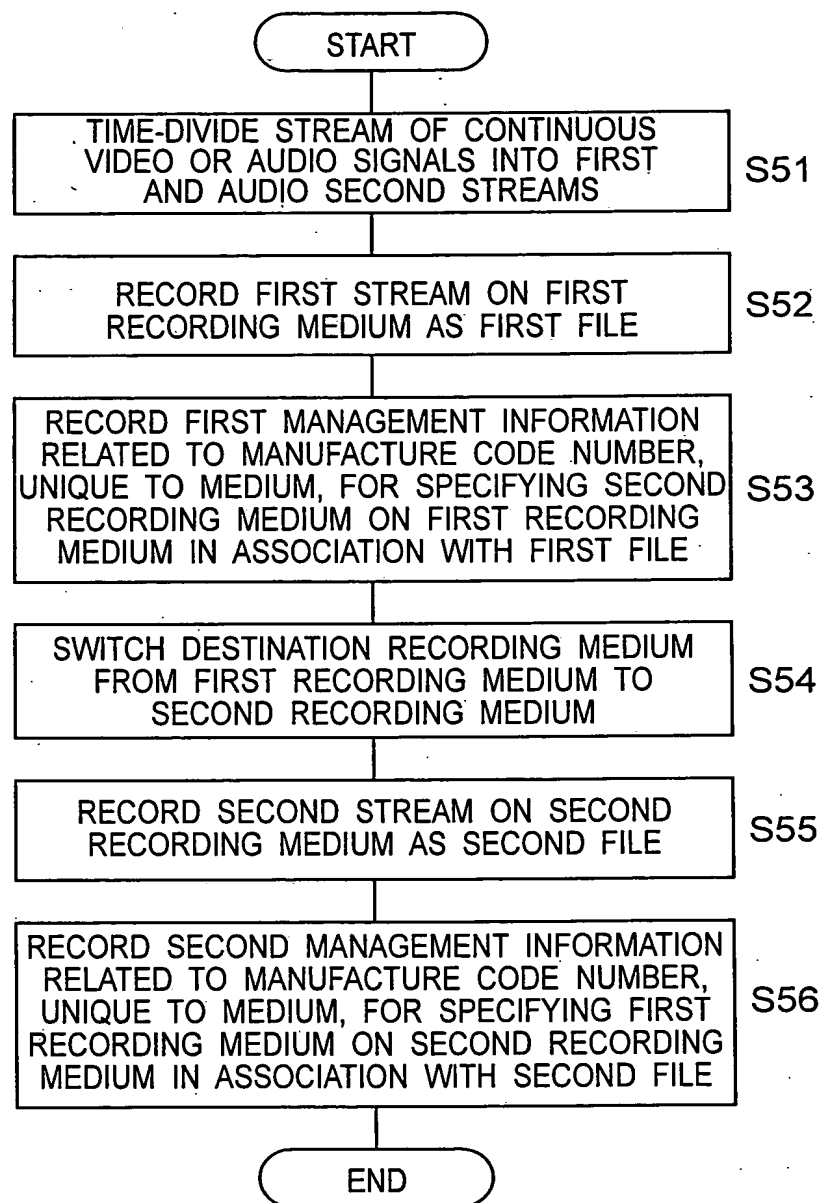 START
TIME-DIVIDE STREAM OF CONTINUOUS
VIDEO OR AUDIO SIGNALS INTO FIRST
AND AUDIO SECOND STREAMS
S51
RECORD FIRST STREAM ON FIRST
RECORDING MEDIUM AS FIRST FILE
S52
RECORD FIRST MANAGEMENT INFORMATION
RELATED TO MANUFACTURE CODE NUMBER,
UNIQUE TO MEDIUM, FOR SPECIFYING SECOND
RECORDING MEDIUM ON FIRST RECORDING
MEDIUM IN ASSOCIATION WITH FIRST FILE
S53
SWITCH DESTINATION RECORDING MEDIUM
FROM FIRST RECORDING MEDIUM TO
SECOND RECORDING MEDIUM
S54
RECORD SECOND STREAM ON SECOND
RECORDING MEDIUM AS SECOND FILE
S55
RECORD SECOND MANAGEMENT INFORMATION
RELATED TO MANUFACTURE CODE NUMBER,
UNIQUE TO MEDIUM, FOR SPECIFYING FIRST
RECORDING MEDIUM ON SECOND RECORDING
MEDIUM IN ASSOCIATION WITH SECOND FILE
S56
END